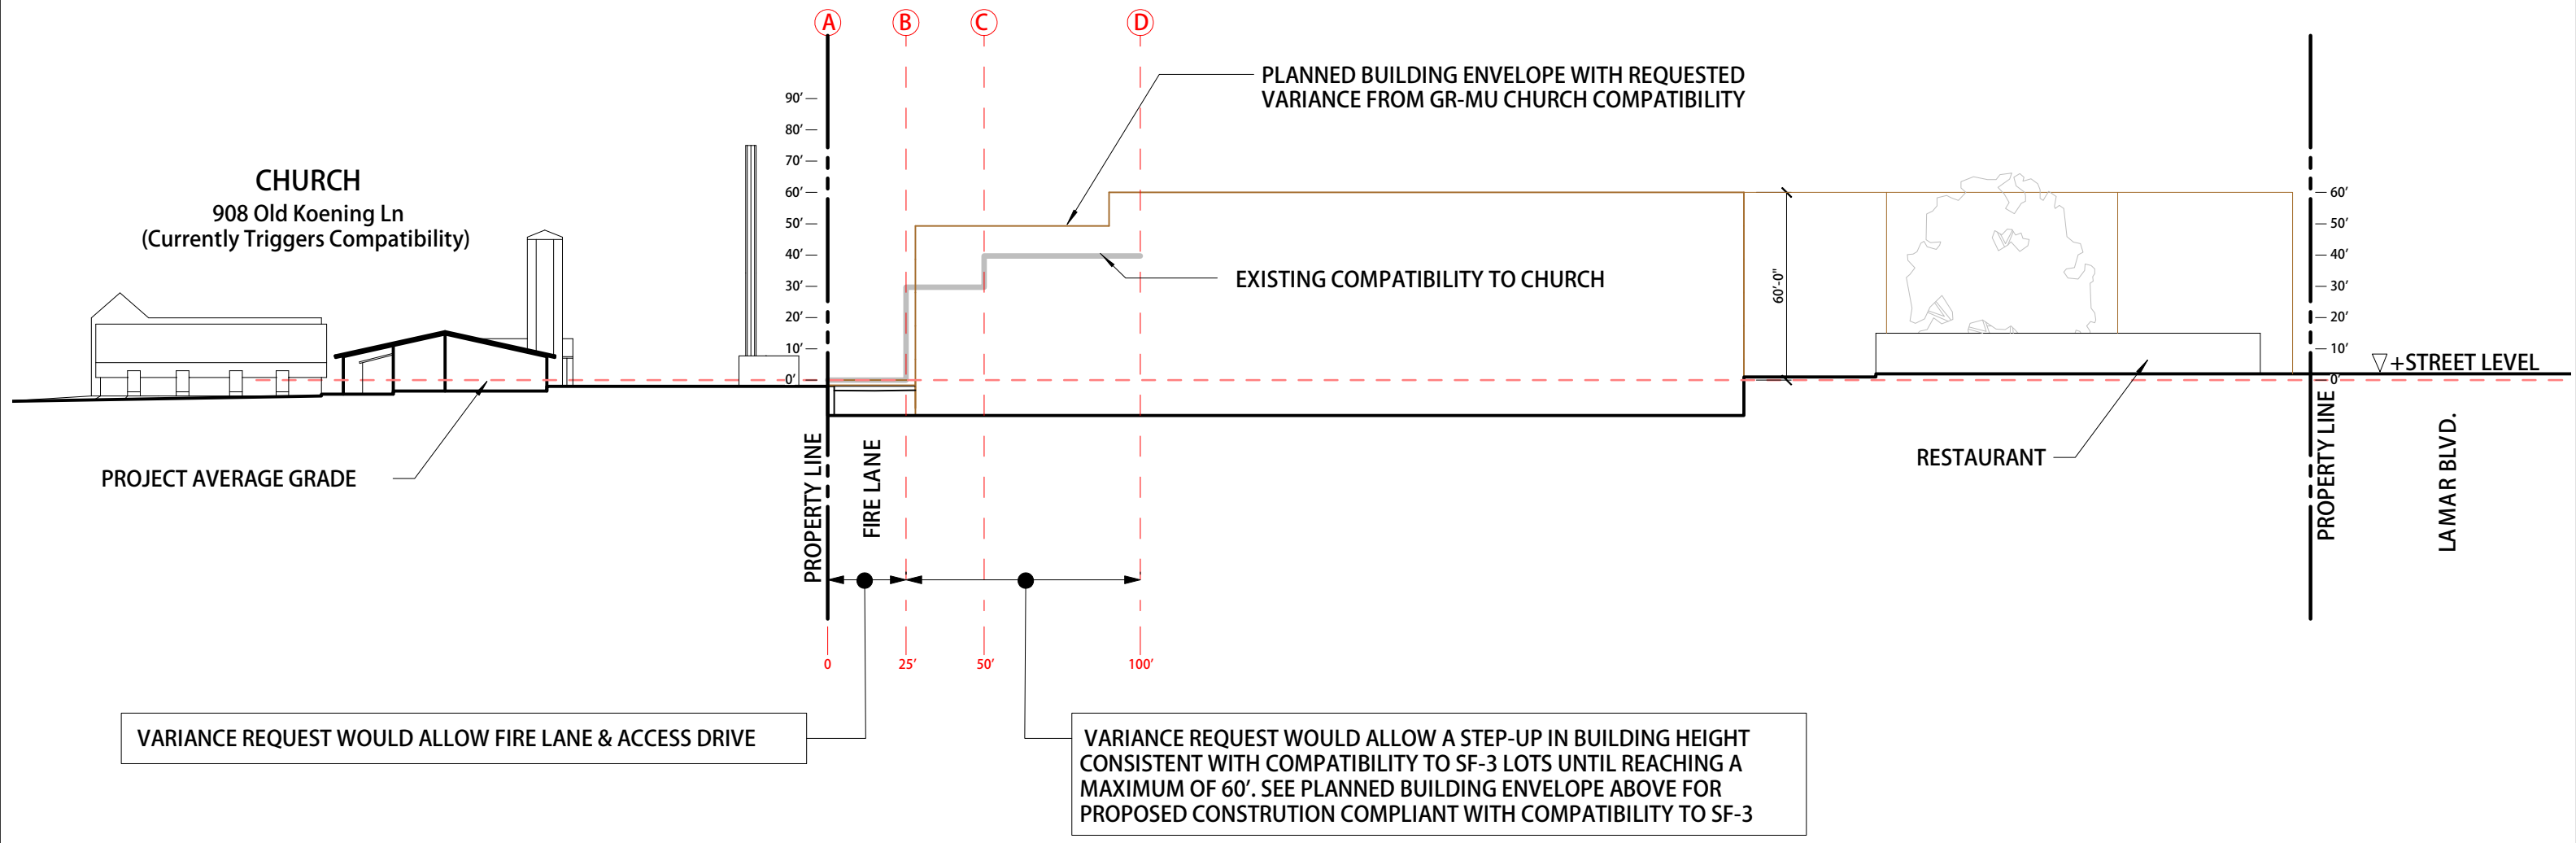 A B C D
PLANNED BUILDING ENVELOPE WITH REQUESTED
VARIANCE FROM GR-MU CHURCH COMPATIBILITY
90'
80'
70'
60'
50'
40'
30'
20'
10'
0'
CHURCH
908 Old Koening Ln
(Currently Triggers Compatibility)
EXISTING COMPATIBILITY TO CHURCH
60'-0"
60'
50'
40'
30'
20'
10'
0'
+STREET LEVEL
PROJECT AVERAGE GRADE
PROPERTY LINE
FIRE LANE
RESTAURANT
PROPERTY LINE
LAMAR BLVD.
0 25' 50' 100'
VARIANCE REQUEST WOULD ALLOW FIRE LANE & ACCESS DRIVE
VARIANCE REQUEST WOULD ALLOW A STEP-UP IN BUILDING HEIGHT
CONSISTENT WITH COMPATIBILITY TO SF-3 LOTS UNTIL REACHING A
MAXIMUM OF 60'. SEE PLANNED BUILDING ENVELOPE ABOVE FOR
PROPOSED CONSTRUTION COMPLIANT WITH COMPATIBILITY TO SF-3